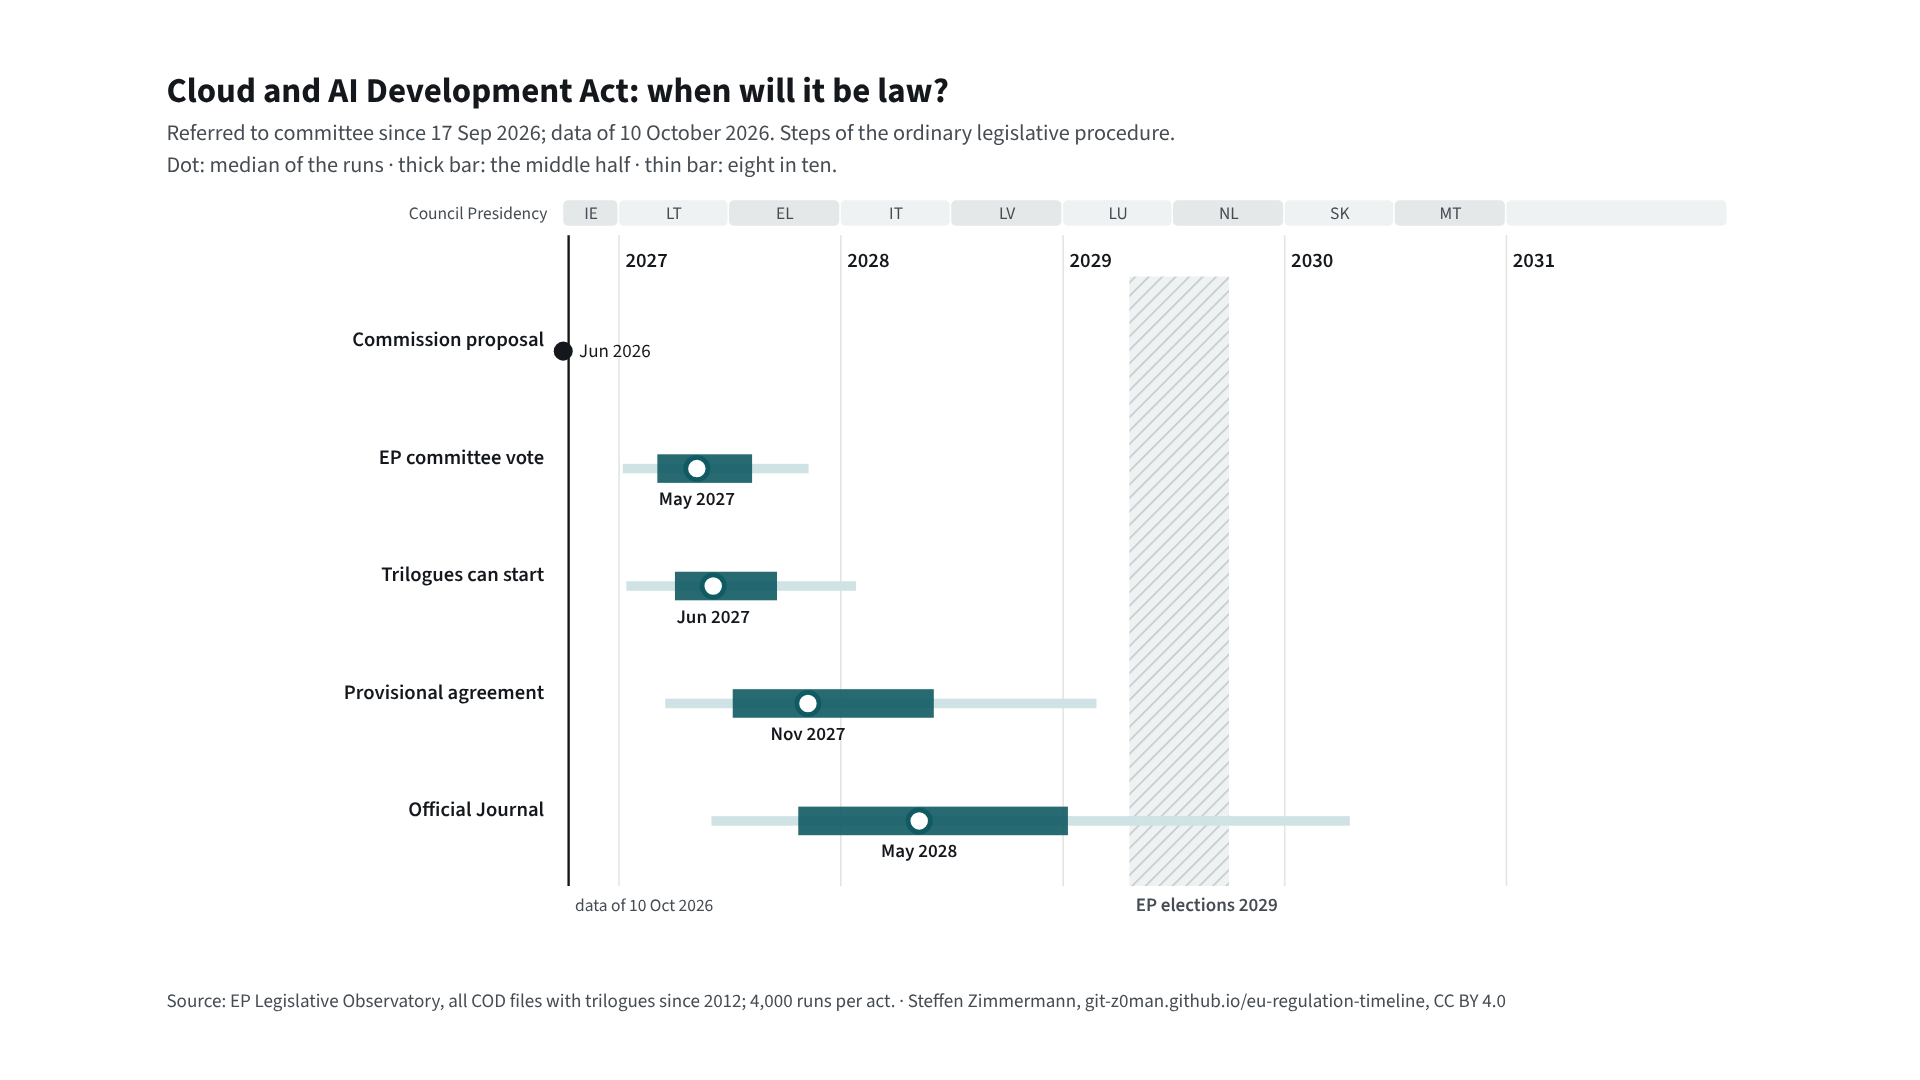 Cloud and AI Development Act: when will it be law?
Referred to committee since 17 Sep 2026; data of 10 October 2026. Steps of the ordinary legislative procedure.
Dot: median of the runs · thick bar: the middle half · thin bar: eight in ten.
Council Presidency IE LT EL IT LV LU NL SK MT
2027 2028 2029 2030 2031
Commission proposal
Jun 2026
EP committee vote
May 2027
Trilogues can start
Jun 2027
Provisional agreement
Nov 2027
Official Journal
May 2028
data of 10 Oct 2026 EP elections 2029
Source: EP Legislative Observatory, all COD files with trilogues since 2012; 4,000 runs per act. · Steffen Zimmermann, git-z0man.github.io/eu-regulation-timeline, CC BY 4.0